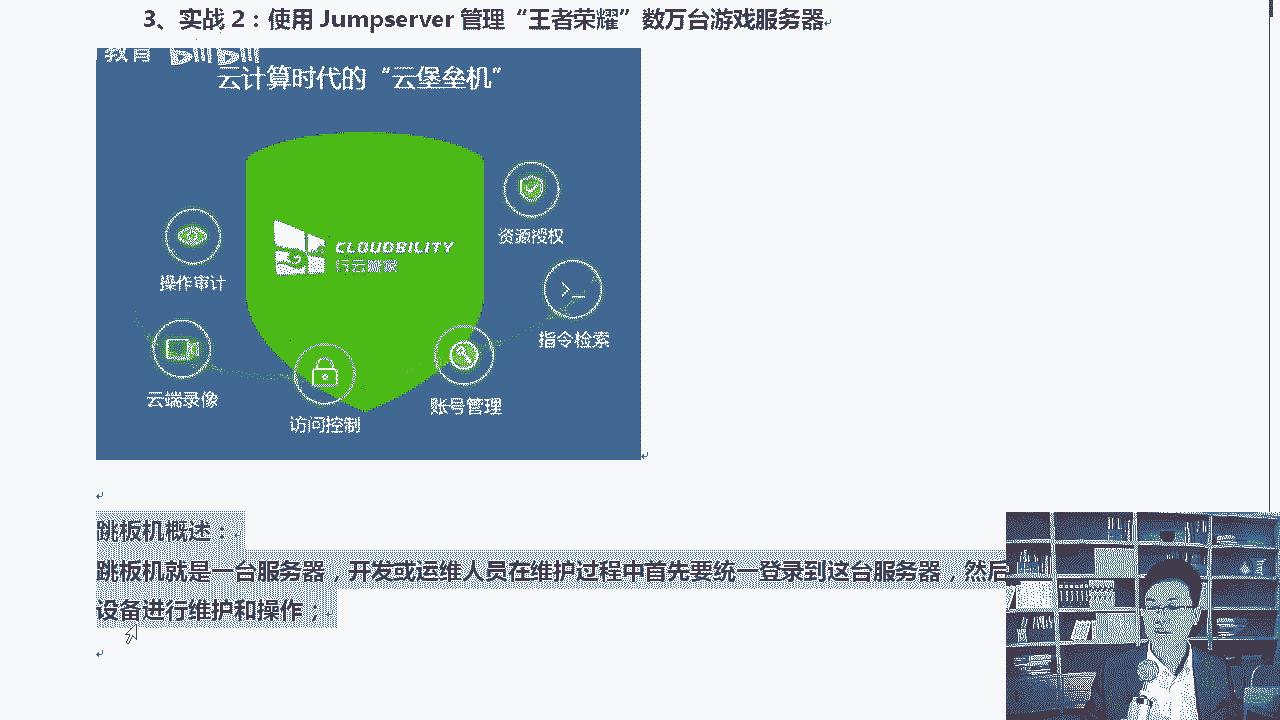 3、实战 2：使用 Jumpserver 管理“王者荣耀”数万台游戏服务器
教育 bilibili
云计算时代的“云堡垒机”
资源授权
操作审计
CLOUDBILITY
行云管家
指令检索
云端录像
访问控制
账号管理
跳板机概述：
跳板机就是一台服务器，开发或运维人员在维护过程中首先要统一登录到这台服务器，然后
设备进行维护和操作；